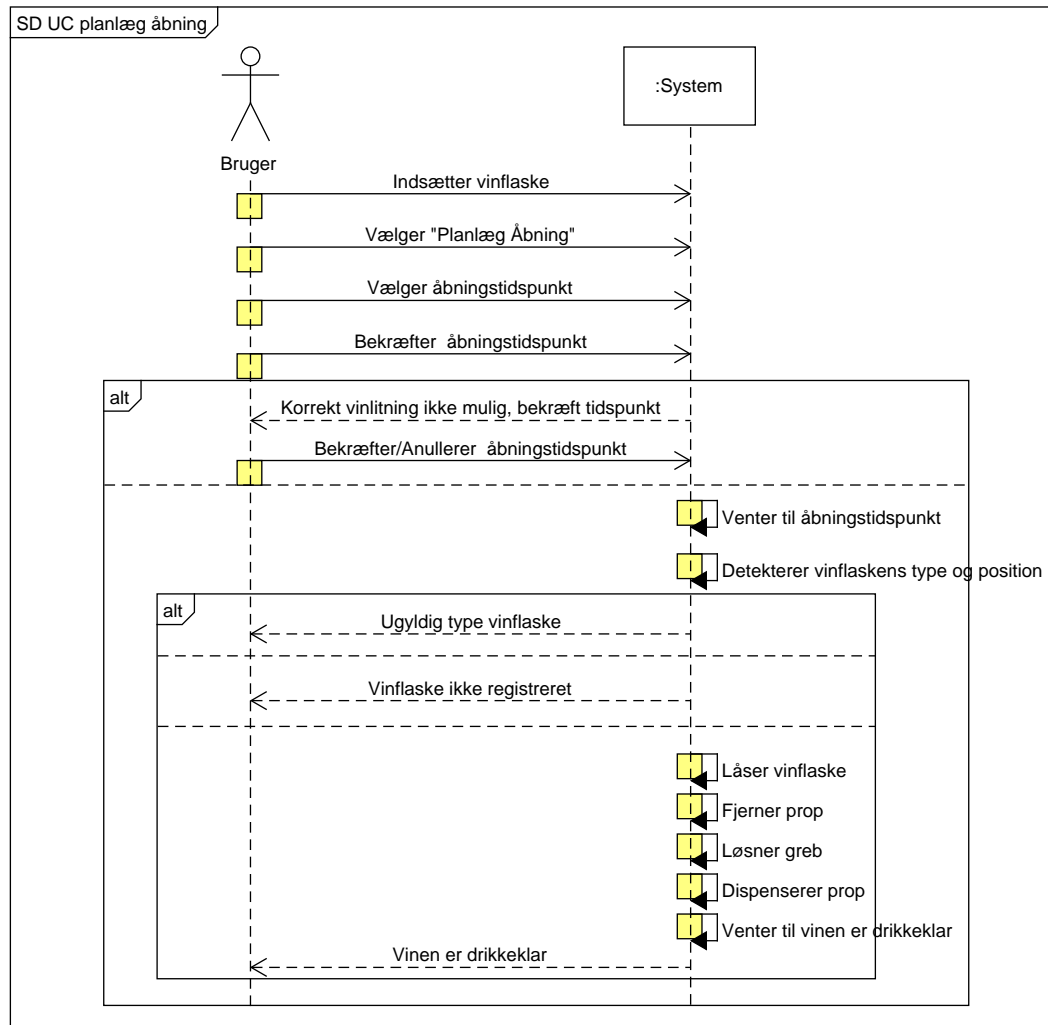 SD UC planlæg åbning
:System
Bruger
Indsætter vinflaske
Vælger "Planlæg Åbning"
Vælger åbningstidspunkt
Bekræfter  åbningstidspunkt
alt
Korrekt vinlitning ikke mulig, bekræft tidspunkt
Bekræfter/Anullerer  åbningstidspunkt
Venter til åbningstidspunkt
Detekterer vinflaskens type og position
alt
Ugyldig type vinflaske
Vinflaske ikke registreret
Låser vinflaske
Fjerner prop
Løsner greb
Dispenserer prop
Venter til vinen er drikkeklar
Vinen er drikkeklar